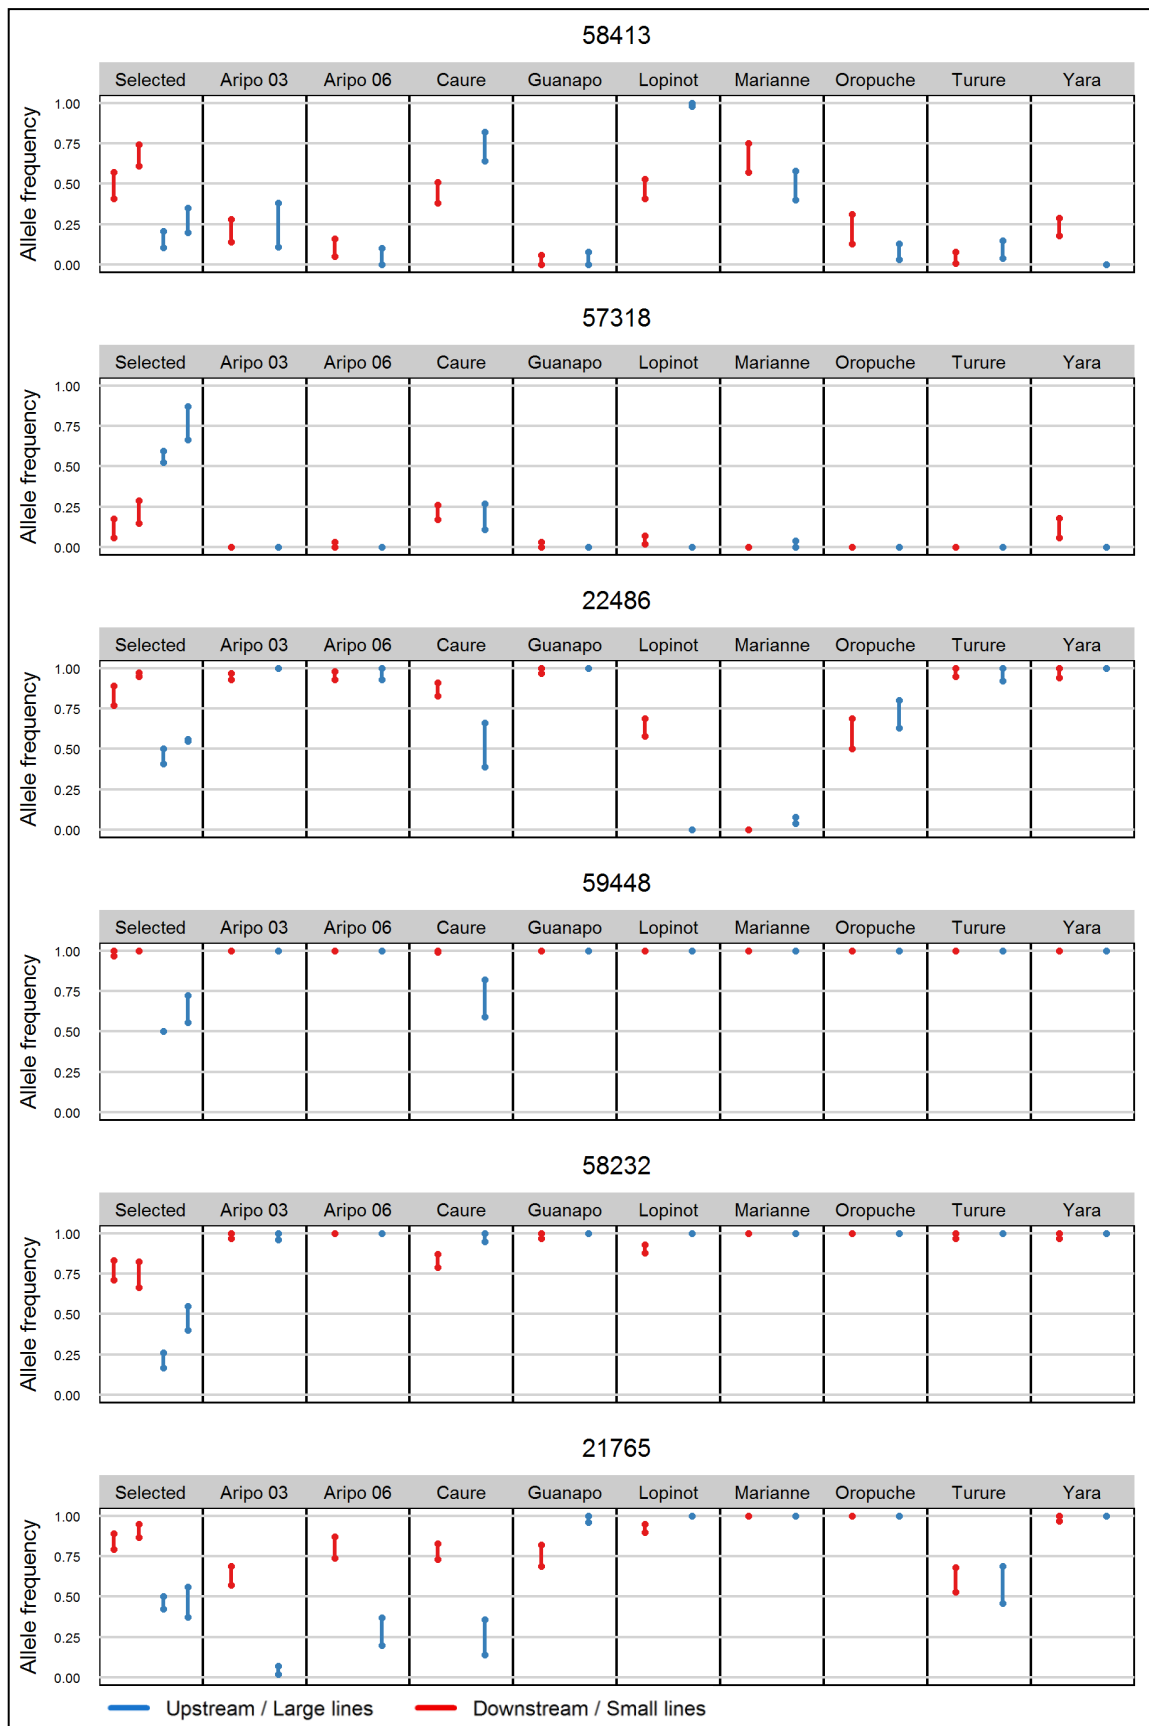 58413
Selected Aripo 03 Aripo 06 Caure Guanapo Lopinot Marianne Oropuche Turure Yara
Allele frequency
1.00
0.75
0.50
0.25
0.00
57318
Selected Aripo 03 Aripo 06 Caure Guanapo Lopinot Marianne Oropuche Turure Yara
Allele frequency
1.00
0.75
0.50
0.25
0.00
22486
Selected Aripo 03 Aripo 06 Caure Guanapo Lopinot Marianne Oropuche Turure Yara
Allele frequency
1.00
0.75
0.50
0.25
0.00
59448
Selected Aripo 03 Aripo 06 Caure Guanapo Lopinot Marianne Oropuche Turure Yara
Allele frequency
1.00
0.75
0.50
0.25
0.00
58232
Selected Aripo 03 Aripo 06 Caure Guanapo Lopinot Marianne Oropuche Turure Yara
Allele frequency
1.00
0.75
0.50
0.25
0.00
21765
Selected Aripo 03 Aripo 06 Caure Guanapo Lopinot Marianne Oropuche Turure Yara
Allele frequency
1.00
0.75
0.50
0.25
0.00
Upstream / Large lines Downstream / Small lines